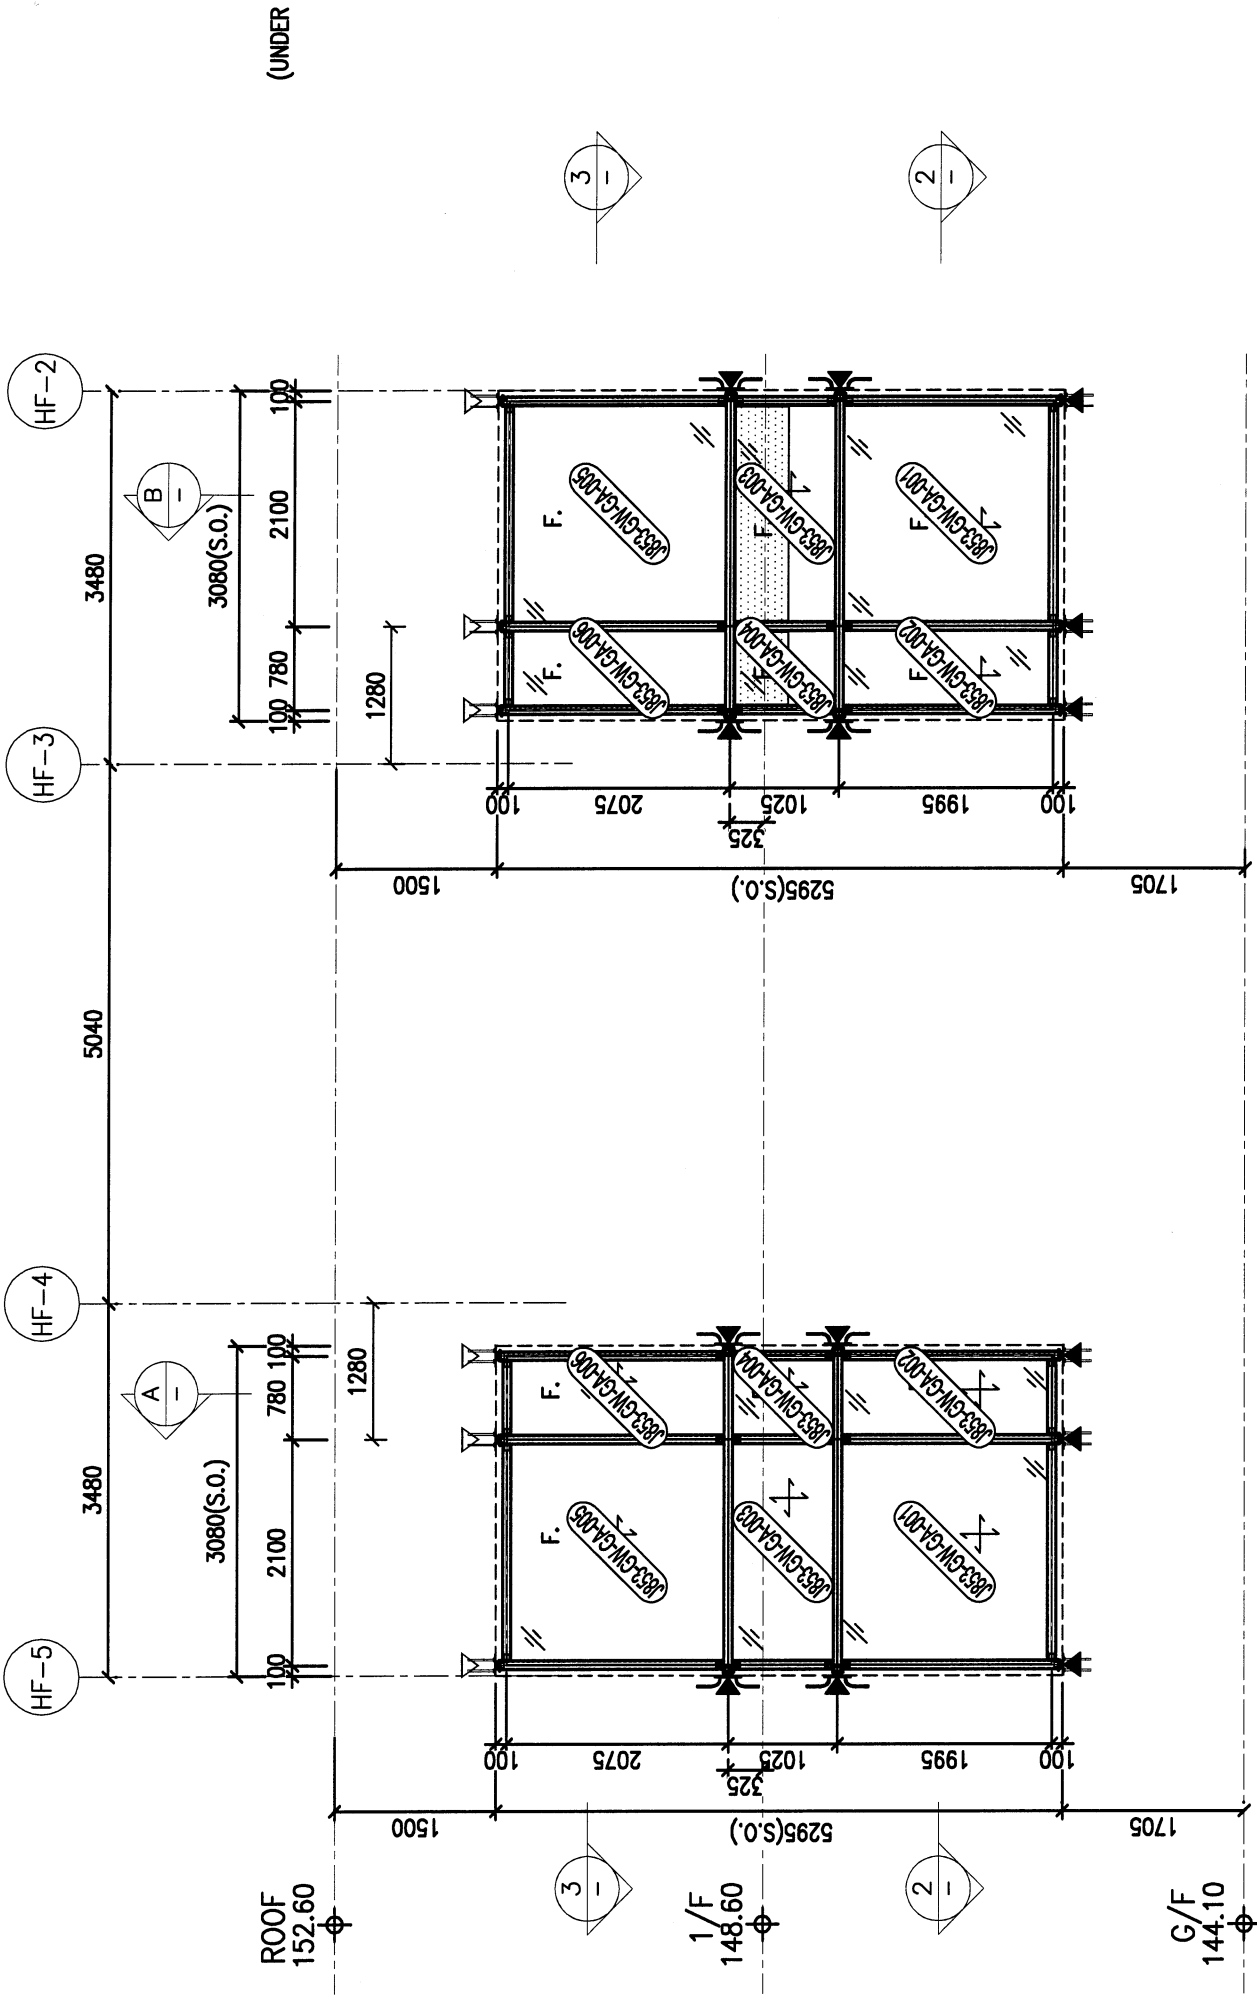 (UNDER
HF-5
HF-4
HF-3
HF-2
3480
5040
3480
A
-
B
-
3080(S.O.)
3080(S.O.)
100
2100
780
100
100
780
2100
100
1280
1280
ROOF
152.60
1/F
148.60
G/F
144.10
3
-
2
-
1500
5295(S.O.)
1705
100
2075
325
1025
1995
100
F.
J853-GW-GA-005
F.
J853-GW-GA-006
J853-GW-GA-003
J853-GW-GA-004
J853-GW-GA-001
J853-GW-GA-002
1500
5295(S.O.)
1705
100
2075
325
1025
1995
100
F.
J853-GW-GA-006
F.
J853-GW-GA-005
F
J853-GW-GA-004
F
J853-GW-GA-003
F
J853-GW-GA-002
F
J853-GW-GA-001
3
-
2
-